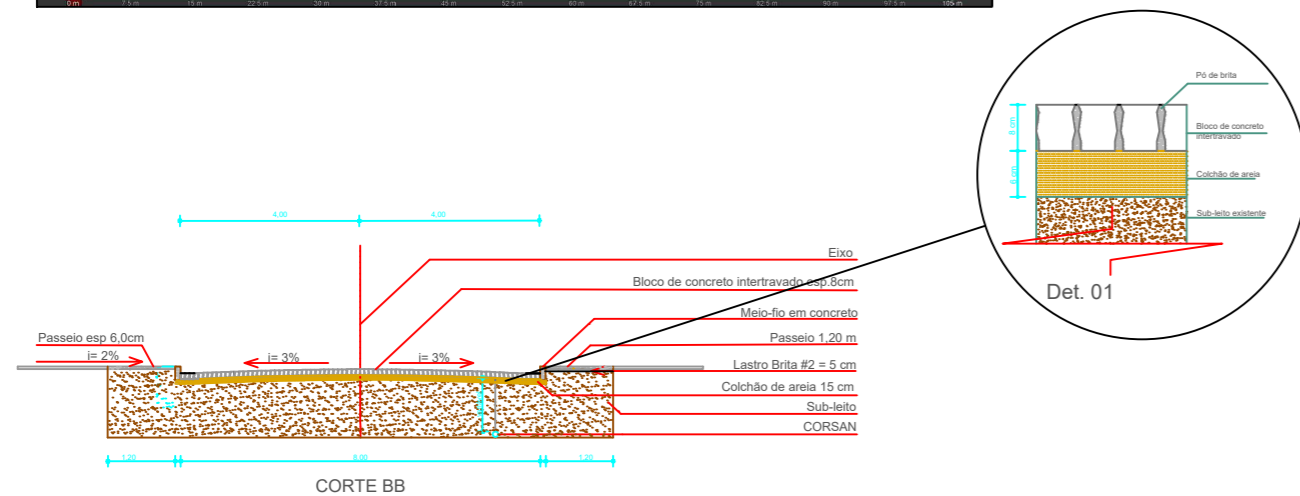 0 m 7.5 m 15 m 22.5 m 30 m 37.5 m 45 m 52.5 m 60 m 67.5 m 75 m 82.5 m 90 m 97.5 m 105 m
Pó de brita
8 cm
Bloco de concreto
intertravado
6 cm
Colchão de areia
Sub-leito existente
Det. 01
4.00 4.00
Eixo
Bloco de concreto intertravado esp.8cm
Meio-fio em concreto
Passeio esp 6,0cm
Passeio 1,20 m
i= 2%
i= 3% i= 3%
Lastro Brita #2 = 5 cm
Colchão de areia 15 cm
Sub-leito
CORSAN
1.20 8.00 1.20
CORTE BB